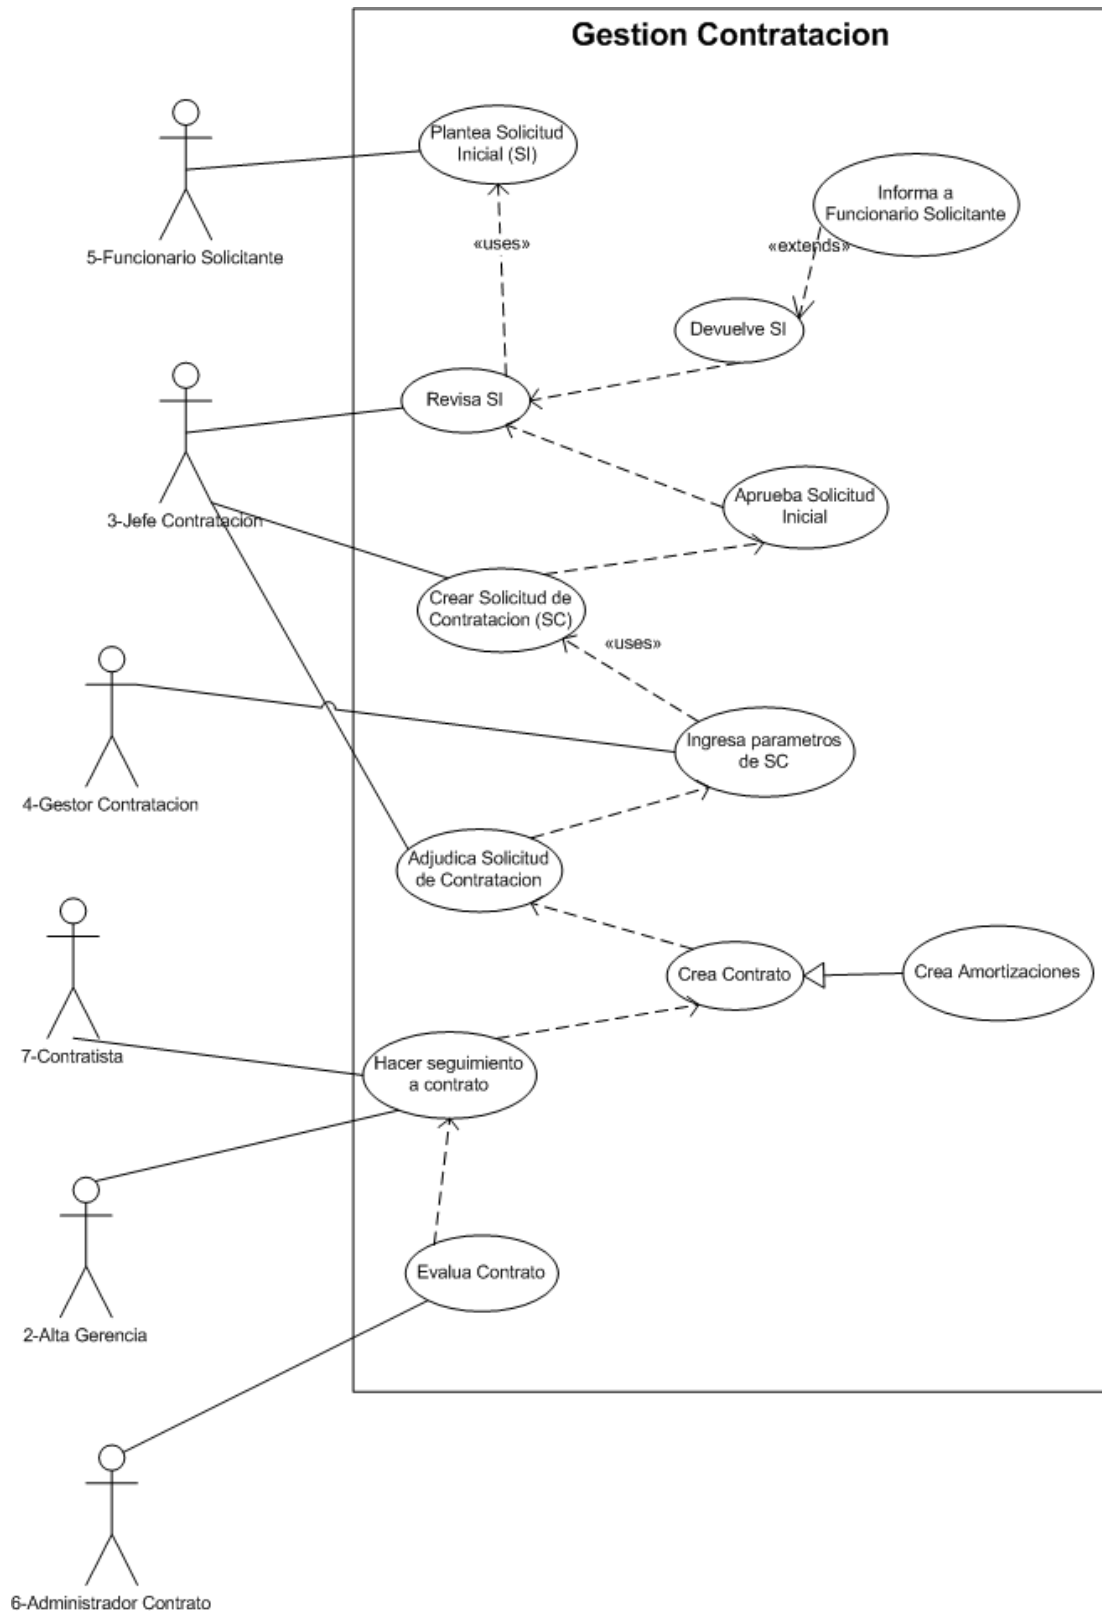 Gestion Contratacion
Plantea Solicitud
Inicial (SI)
Informa a
Funcionario Solicitante
«uses»
«extends»
5-Funcionario Solicitante
Devuelve SI
Revisa SI
Aprueba Solicitud
Inicial
3-Jefe Contratacion
Crear Solicitud de
Contratacion (SC)
«uses»
Ingresa parametros
de SC
4-Gestor Contratacion
Adjudica Solicitud
de Contratacion
Crea Contrato
Crea Amortizaciones
7-Contratista
Hacer seguimiento
a contrato
Evalua Contrato
2-Alta Gerencia
6-Administrador Contrato